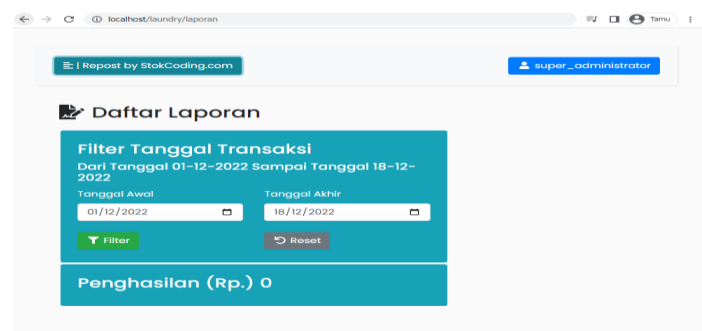 localhost/laundry/laporan
Tamu
| Repost by StokCoding.com
super_administrator
Daftar Laporan
Filter Tanggal Transaksi
Dari Tanggal 01-12-2022 Sampai Tanggal 18-12-
2022
Tanggal Awal
Tanggal Akhir
01/12/2022
18/12/2022
Filter
Reset
Penghasilan (Rp.) 0